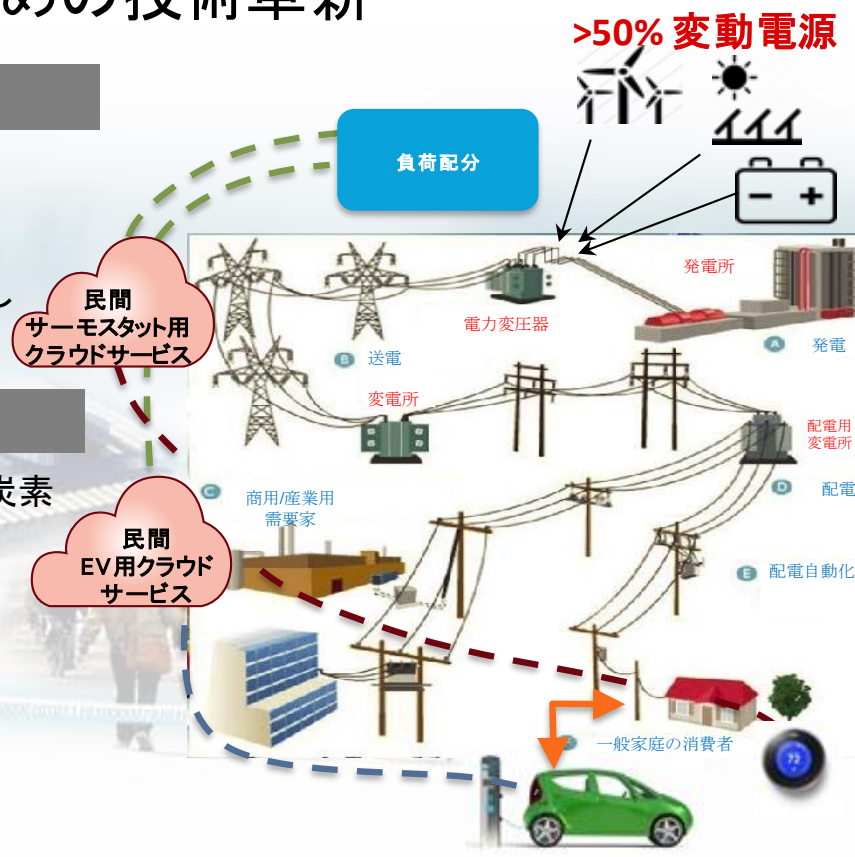 めの技術革新
>50% 変動電源
負荷配分
発電所
民間
サーモスタット用
クラウドサービス
し
電力変圧器
B 送電
A 発電
変電所
配電用
変電所
炭素
C 商用/産業用
需要家
D 配電
民間
EV用クラウド
サービス
E 配電自動化
一般家庭の消費者
72